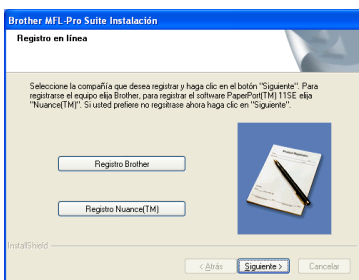 Brother MFL-Pro Suite Instalación
Registro en línea
Seleccione la compañía que desea registrar y haga clic en el botón "Siguiente". Para
registrarse el equipo elija Brother, para registrar el software PaperPort(TM) 11SE elija
"Nuance(TM)". Si usted prefiere no regsitrase ahora haga clic en "Siguiente".
Registro Brother
Registro Nuance(TM)
InstallShield
< Atrás
Siguiente >
Cancelar